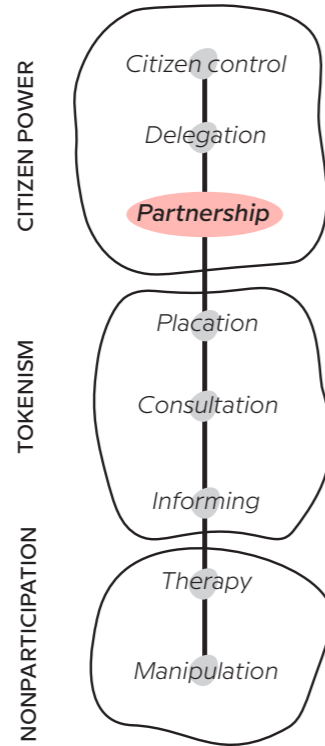 CITIZEN POWER
Citizen control
Delegation
Partnership
TOKENISM
Placation
Consultation
Informing
NONPARTICIPATION
Therapy
Manipulation